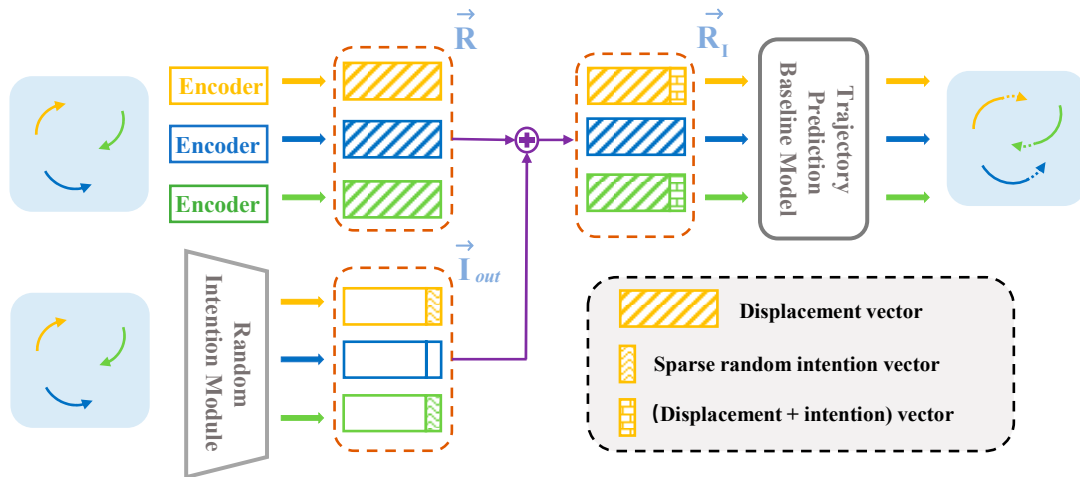 R
R_I
Encoder
Encoder
Encoder
Trajectory
Prediction
Baseline Model
I out
Random
Intention Module
Displacement vector
Sparse random intention vector
(Displacement + intention) vector